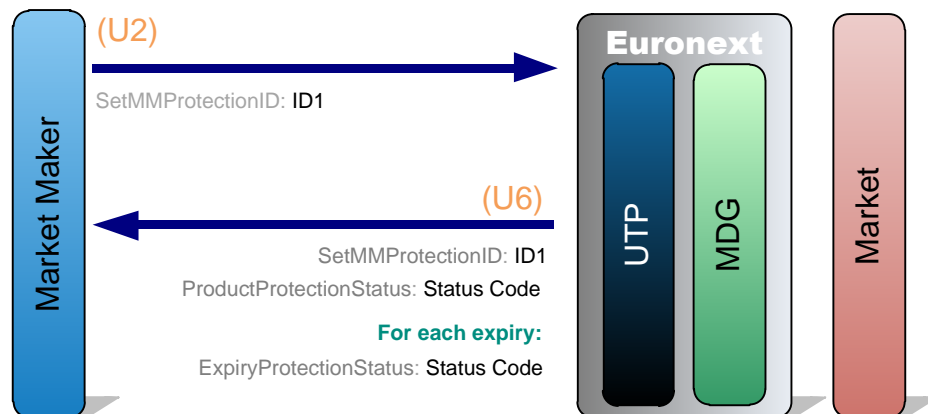 Market Maker
(U2)
SetMMProtectionID: ID1
(U6)
SetMMProtectionID: ID1
ProductProtectionStatus: Status Code
For each expiry:
ExpiryProtectionStatus: Status Code
Euronext
UTP
MDG
Market